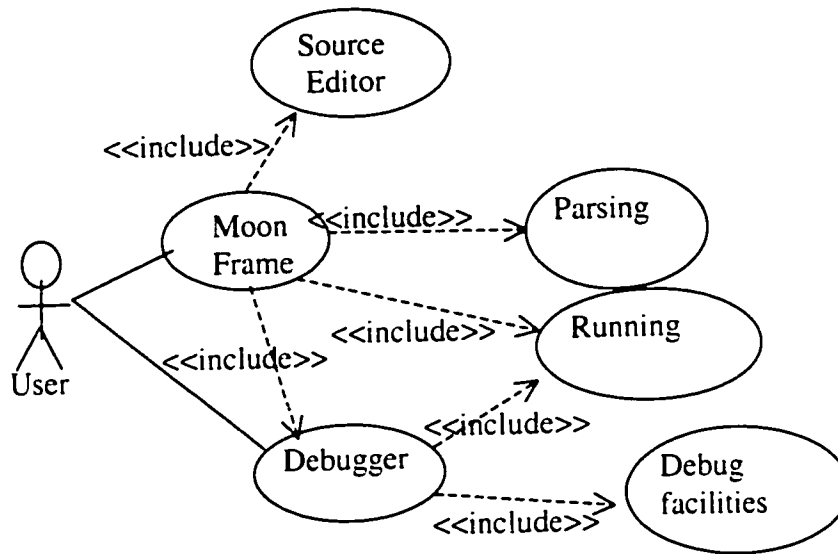 Source
Editor
<<include>>
Moon
Frame
<<include>>
Parsing
<<include>>
Running
<<include>>
User
Debugger
<<include>>
Debug
facilities
<<include>>